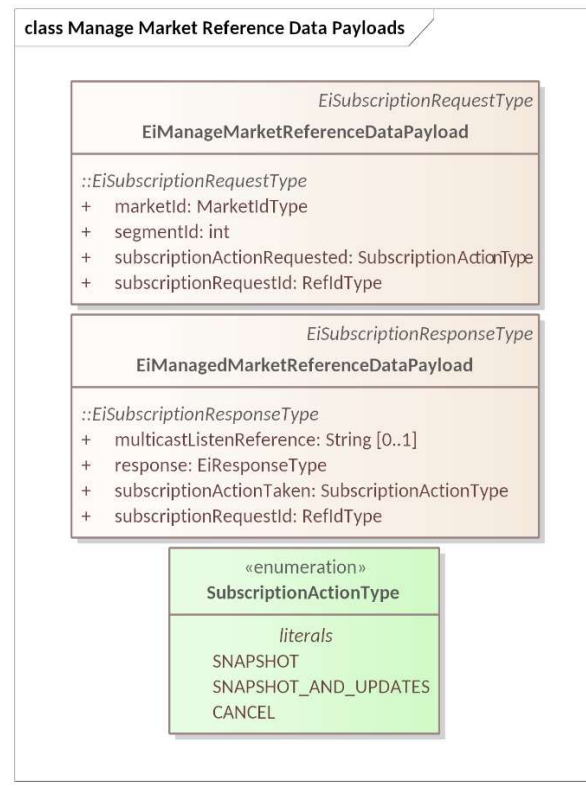 class Manage Market Reference Data Payloads
EiSubscriptionRequestType
EiManageMarketReferenceDataPayload
::EiSubscriptionRequestType
+ marketId: MarketIdType
+ segmentId: int
+ subscriptionActionRequested: SubscriptionActionType
+ subscriptionRequestId: RefIdType
EiSubscriptionResponseType
EiManagedMarketReferenceDataPayload
::EiSubscriptionResponseType
+ multicastListenReference: String [0..1]
+ response: EiResponseType
+ subscriptionActionTaken: SubscriptionActionType
+ subscriptionRequestId: RefIdType
«enumeration»
SubscriptionActionType
literals
SNAPSHOT
SNAPSHOT_AND_UPDATES
CANCEL